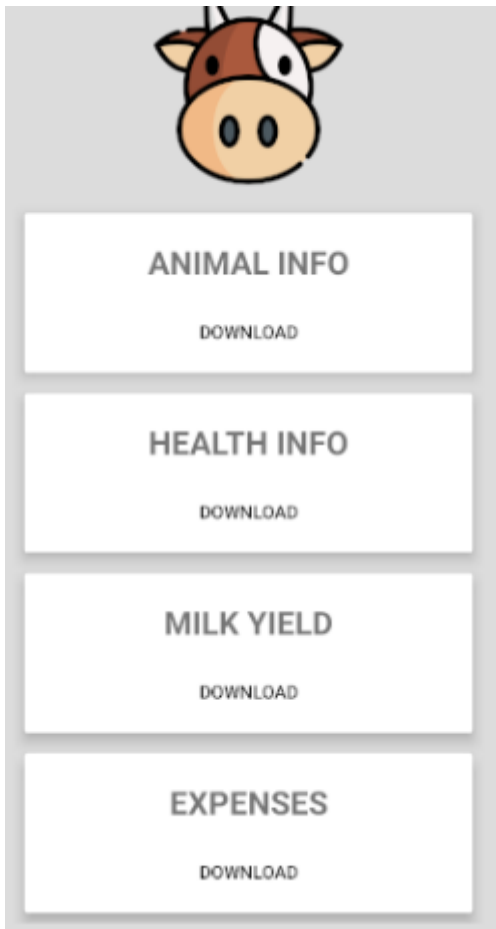 ANIMAL INFO
DOWNLOAD
HEALTH INFO
DOWNLOAD
MILK YIELD
DOWNLOAD
EXPENSES
DOWNLOAD